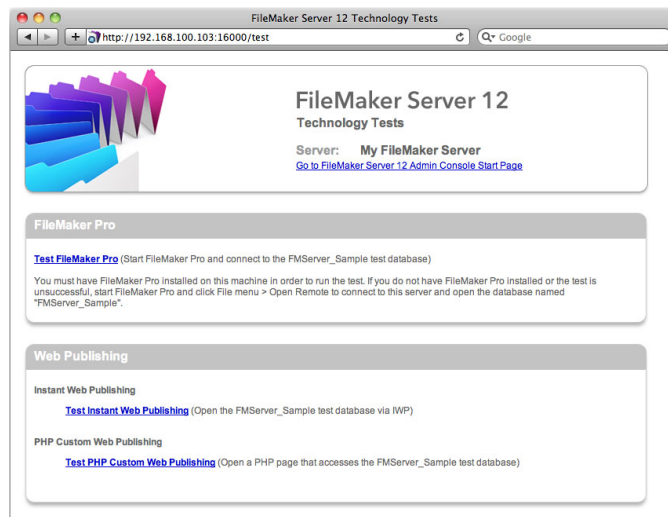 FileMaker Server 12 Technology Tests
http://192.168.100.103:16000/test
Google
FileMaker Server 12
Technology Tests
Server: My FileMaker Server
Go to FileMaker Server 12 Admin Console Start Page
FileMaker Pro
Test FileMaker Pro (Start FileMaker Pro and connect to the FMServer_Sample test database)
You must have FileMaker Pro installed on this machine in order to run the test. If you do not have FileMaker Pro installed or the test is
unsuccessful, start FileMaker Pro and click File menu > Open Remote to connect to this server and open the database named
"FMServer_Sample".
Web Publishing
Instant Web Publishing
Test Instant Web Publishing (Open the FMServer_Sample test database via IWP)
PHP Custom Web Publishing
Test PHP Custom Web Publishing (Open a PHP page that accesses the FMServer_Sample test database)